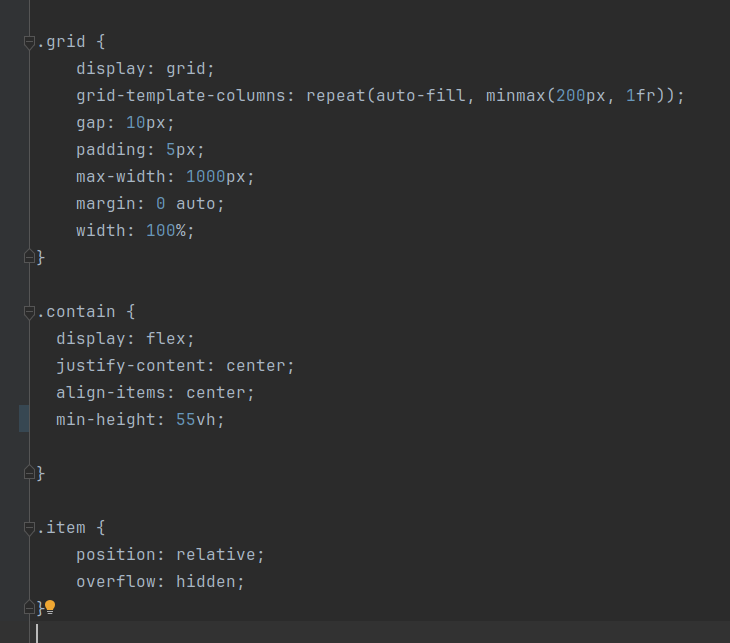 .grid {
    display: grid;
    grid-template-columns: repeat(auto-fill, minmax(200px, 1fr));
    gap: 10px;
    padding: 5px;
    max-width: 1000px;
    margin: 0 auto;
    width: 100%;
}
.contain {
  display: flex;
  justify-content: center;
  align-items: center;
  min-height: 55vh;
}
.item {
    position: relative;
    overflow: hidden;
}